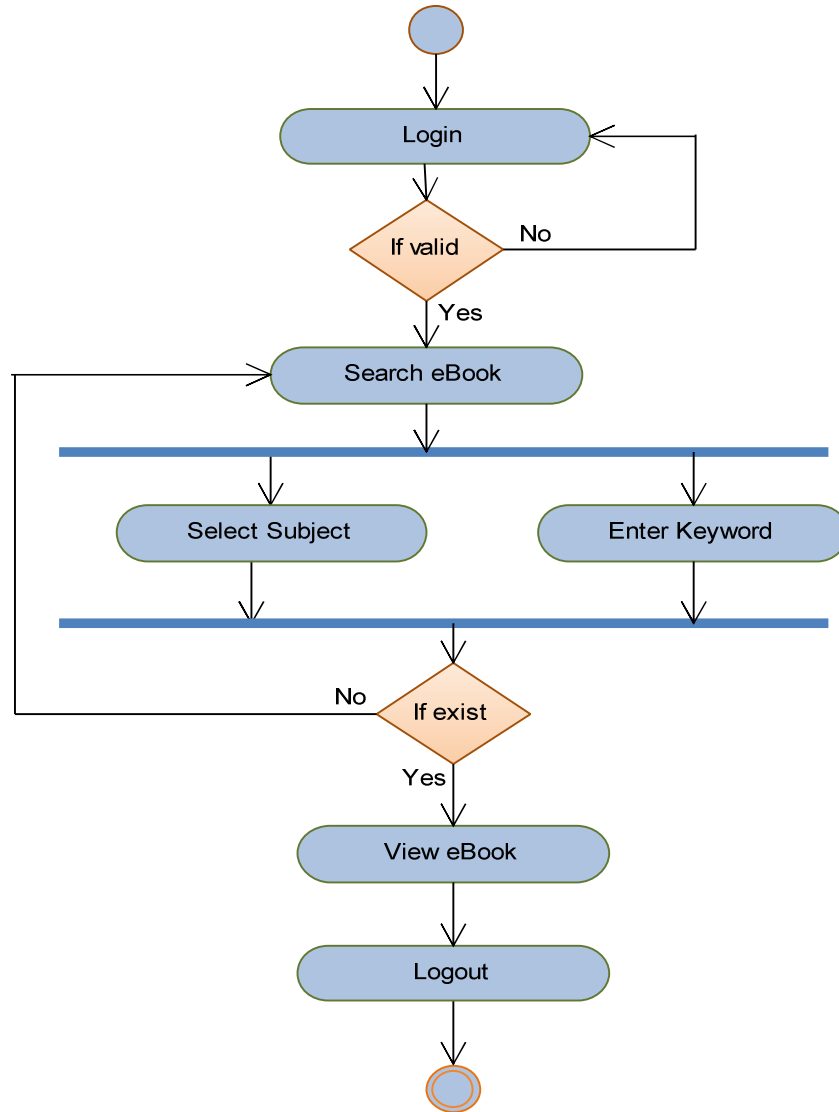 Login
If valid
No
Yes
Search eBook
Select Subject
Enter Keyword
No
If exist
Yes
View eBook
Logout